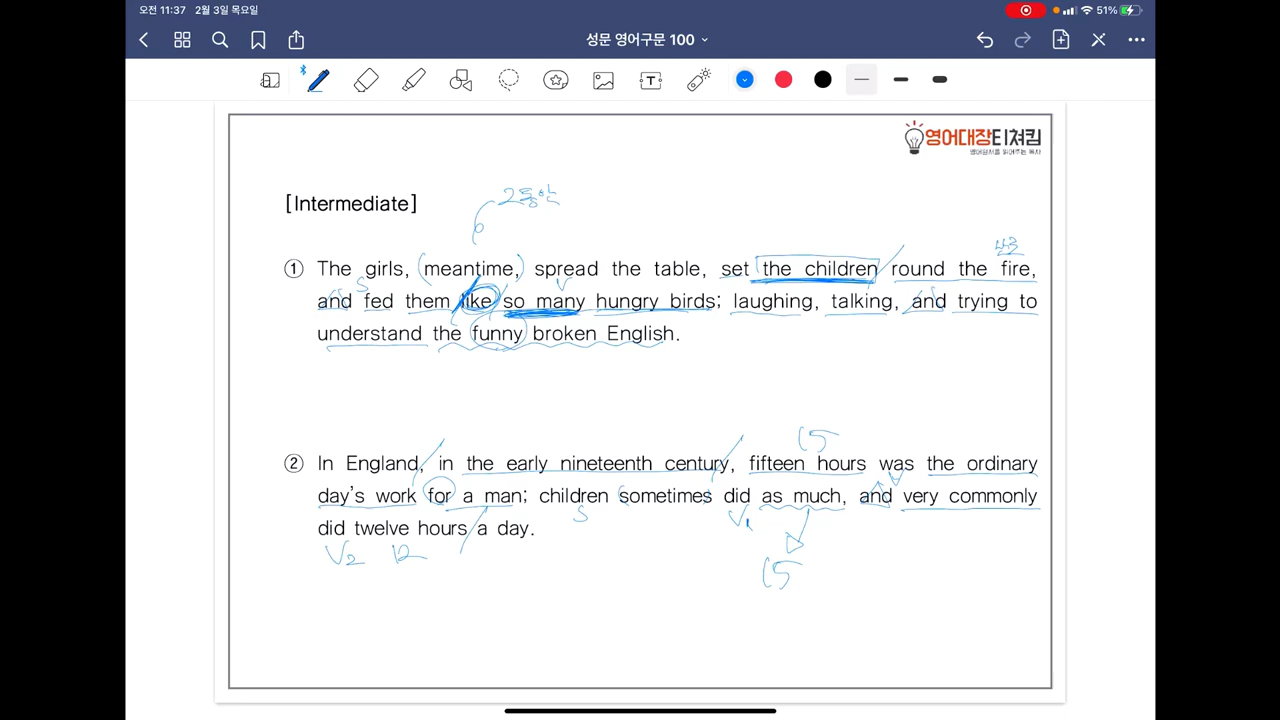 오전 11:37 2월 3일 목요일
51%
성문 영어구문 100
T
영어대장티쳐킴
[Intermediate]
그동안
① The girls, (meantime,) spread the table, set the children round the fire,
S
V
and fed them like so many hungry birds; laughing, talking, and trying to
understand the funny broken English.
15
② In England, in the early nineteenth century, fifteen hours was the ordinary
day's work for a man; children sometimes did as much, and very commonly
S
V1
did twelve hours a day.
V2 12
15